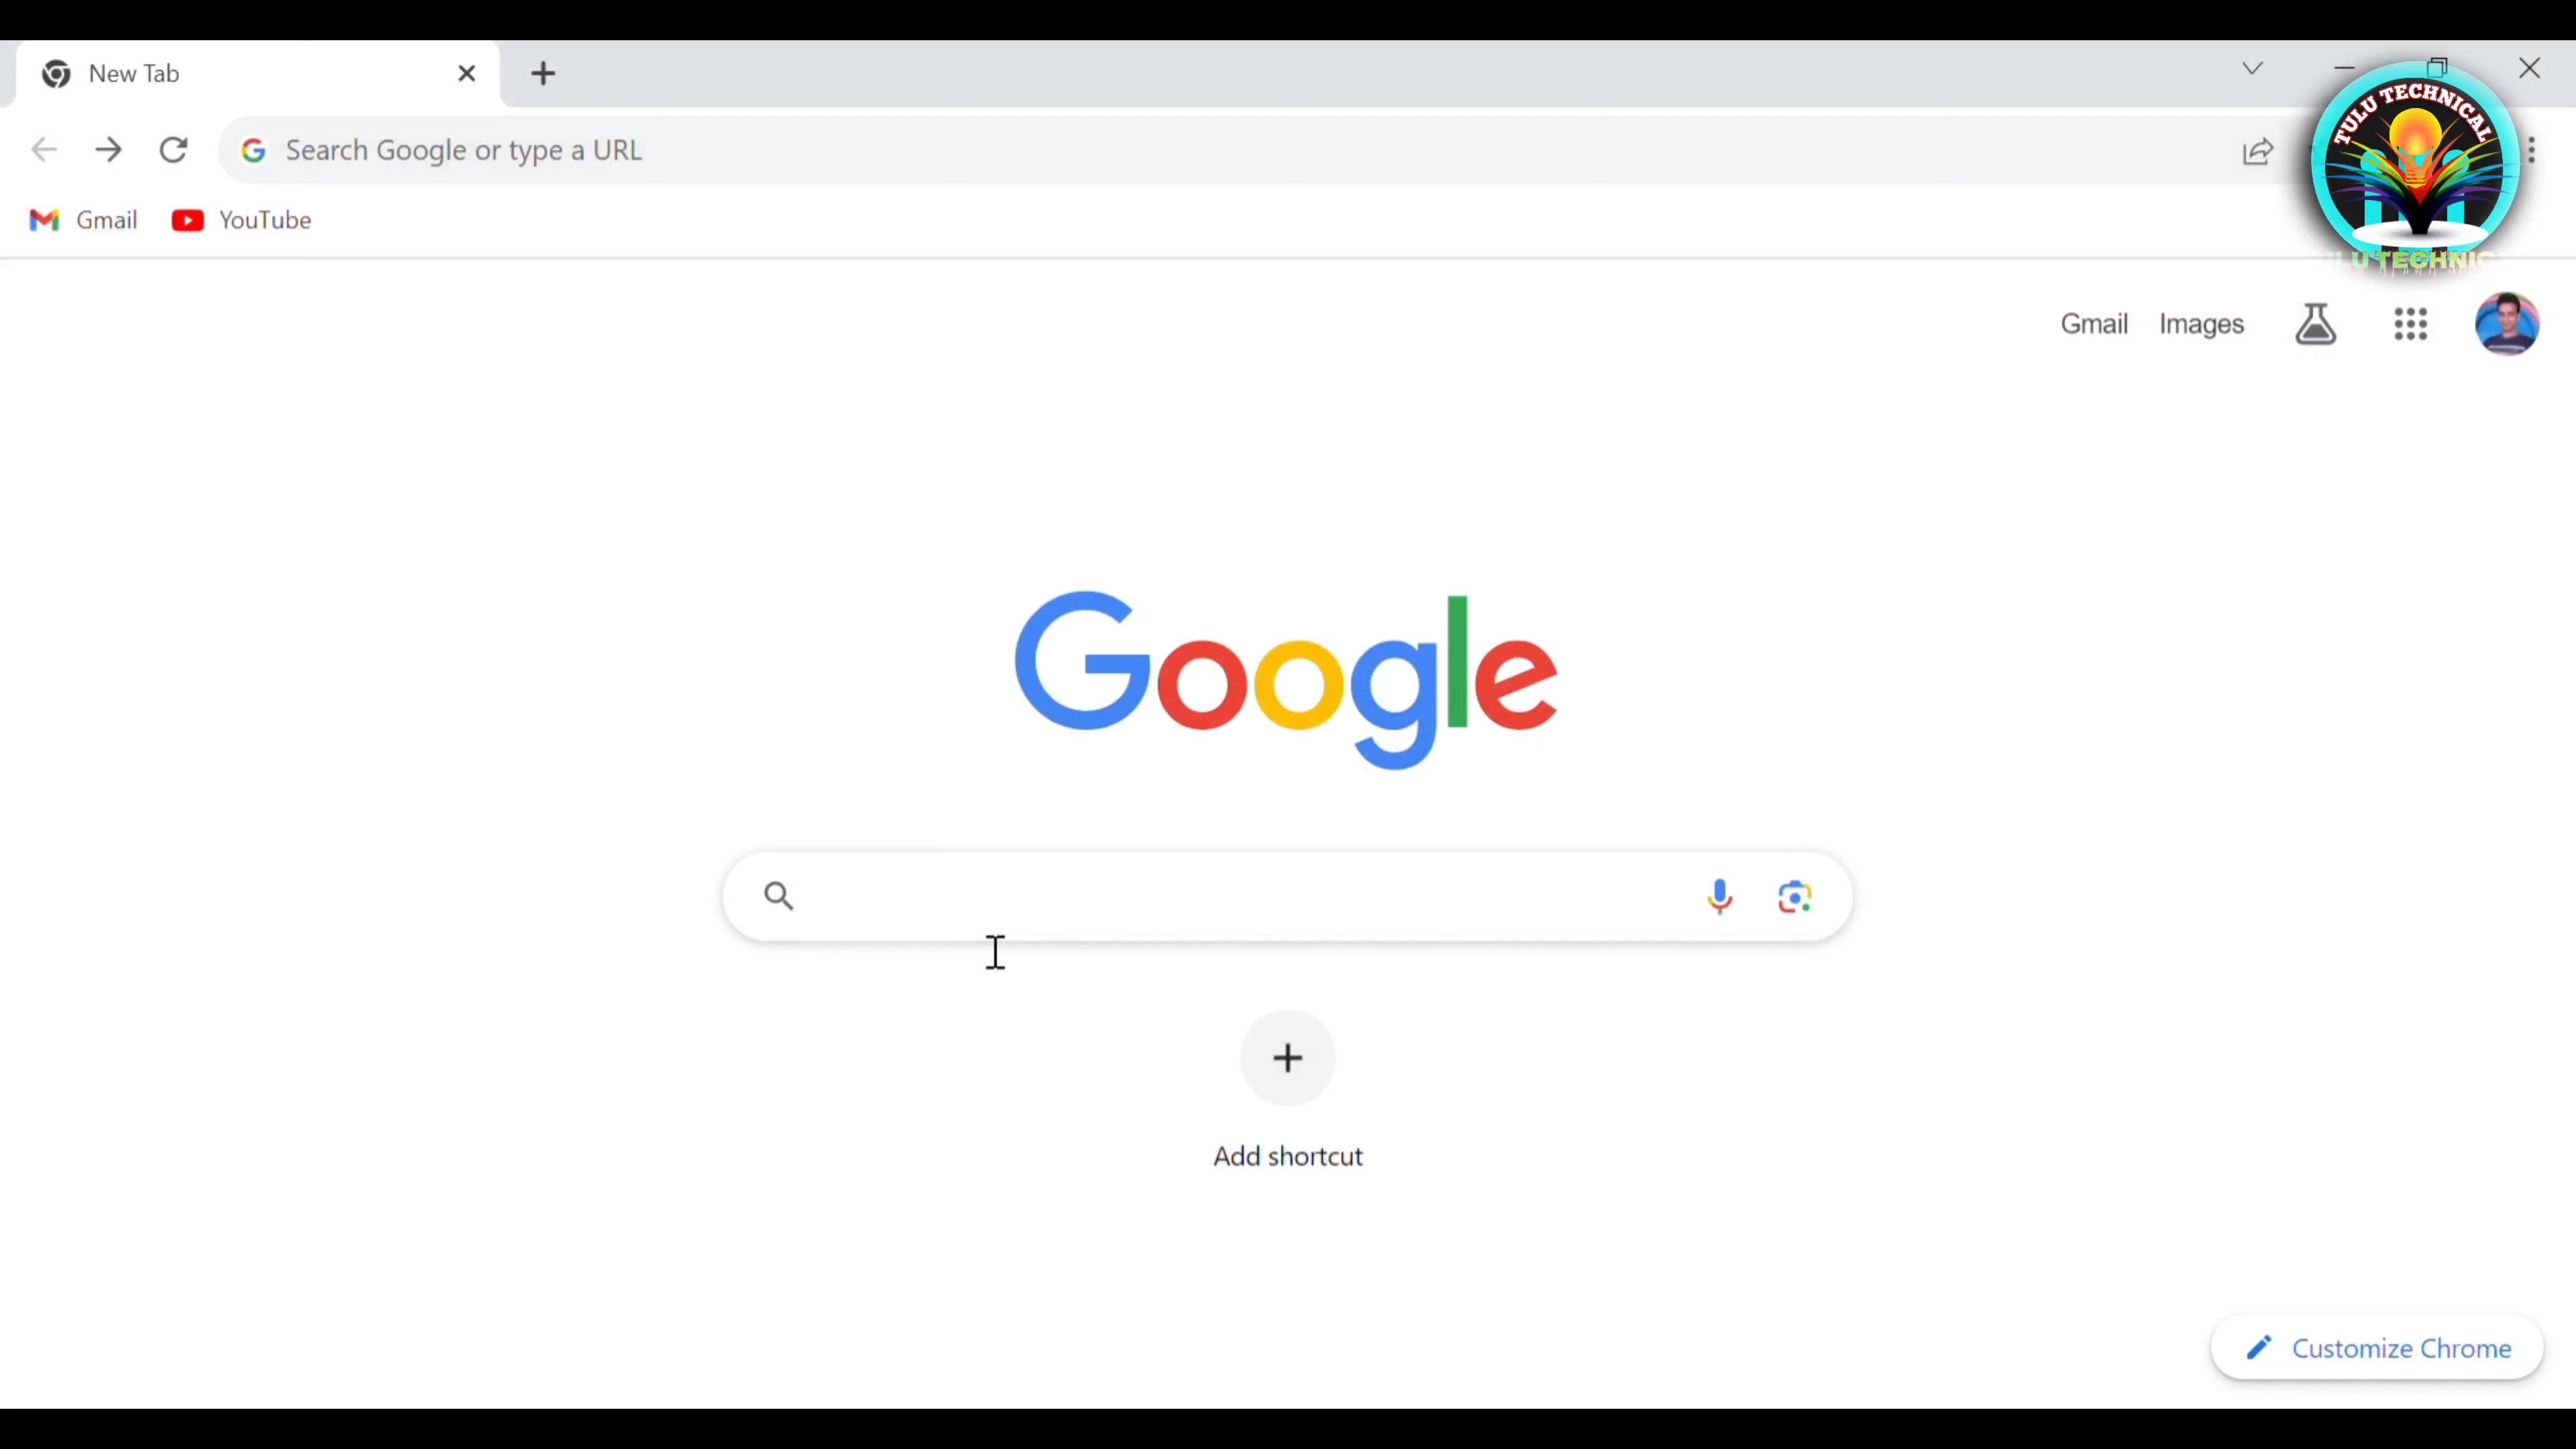 New Tab
Search Google or type a URL
TULU TECHNICAL
Gmail
YouTube
Gmail
Images
Google
Add shortcut
Customize Chrome